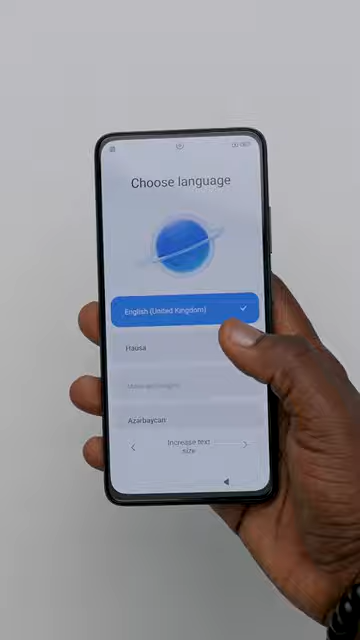 Choose language
English (United Kingdom)
Hausa
Azərbaycan
Increase text
size